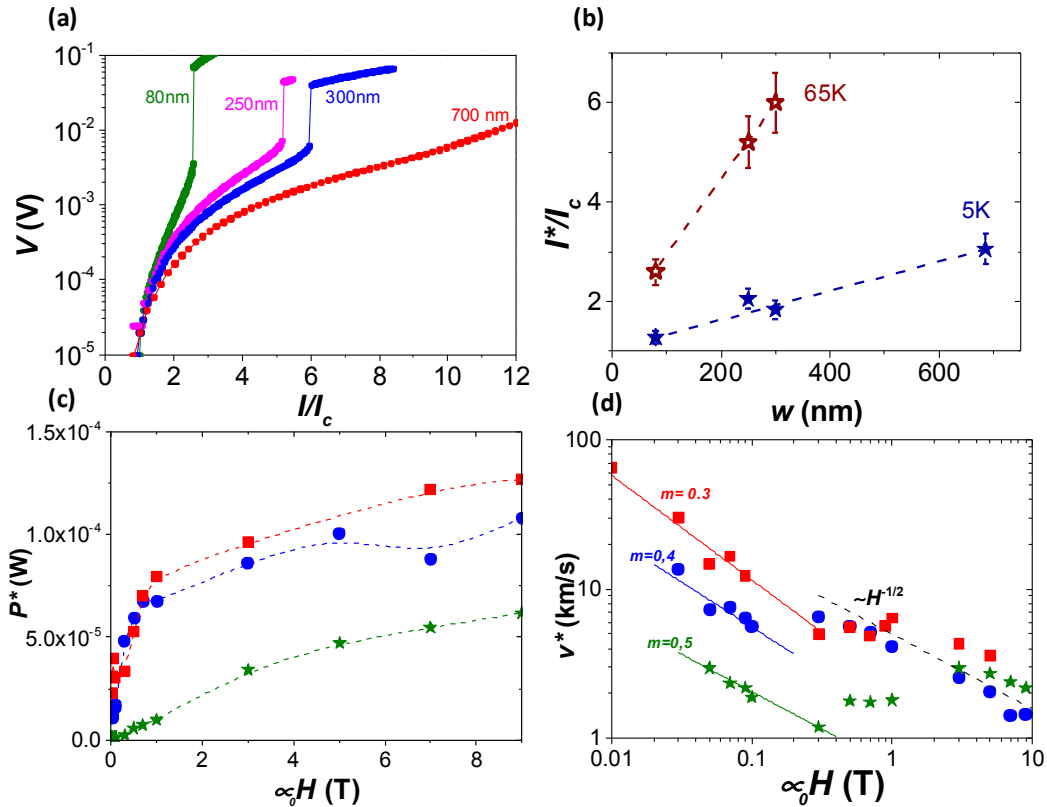 (a)
10⁻¹
10⁻²
10⁻³
10⁻⁴
10⁻⁵
V (V)
80nm
250nm
300nm
700 nm
0 2 4 6 8 10 12
I/I_c
(b)
6
4
2
I*/I_c
65K
5K
0 200 400 600
w (nm)
(c)
1.5x10⁻⁴
1.0x10⁻⁴
5.0x10⁻⁵
0.0
P* (W)
0 2 4 6 8
∝₀H (T)
(d)
100
10
1
v* (km/s)
m= 0.3
m=0,4
m=0,5
~H⁻¹/²
0.01 0.1 1 10
∝₀H (T)